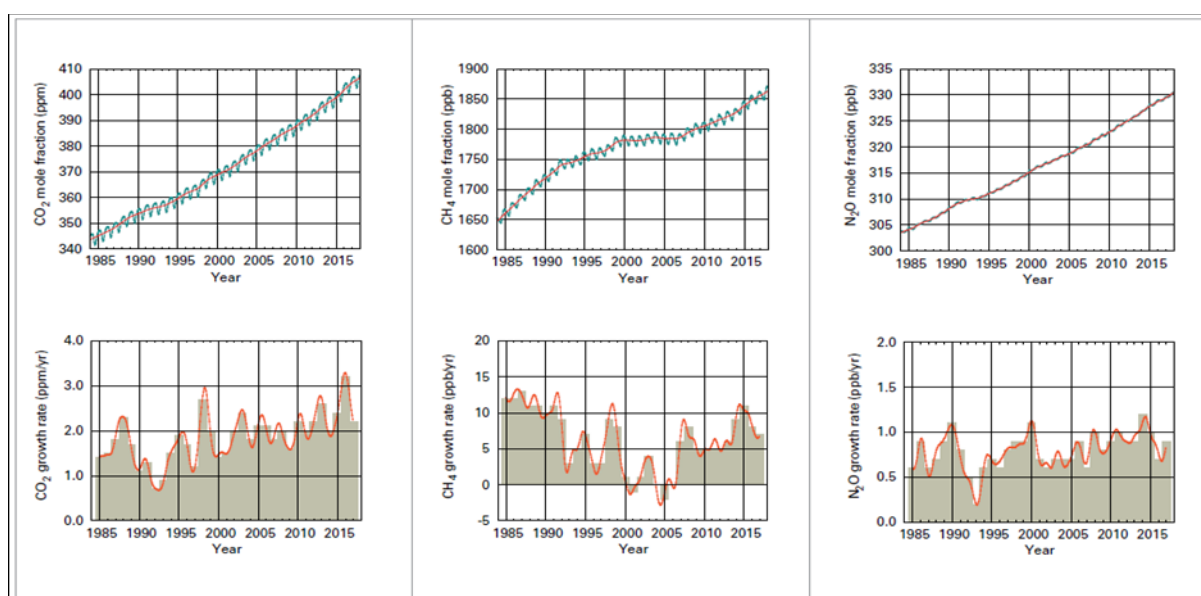 CO2 mole fraction (ppm)
410
400
390
380
370
360
350
340
1985 1990 1995 2000 2005 2010 2015
Year
CH4 mole fraction (ppb)
1900
1850
1800
1750
1700
1650
1600
1985 1990 1995 2000 2005 2010 2015
Year
N2O mole fraction (ppb)
335
330
325
320
315
310
305
300
1985 1990 1995 2000 2005 2010 2015
Year
CO2 growth rate (ppm/yr)
4.0
3.0
2.0
1.0
0.0
1985 1990 1995 2000 2005 2010 2015
Year
CH4 growth rate (ppb/yr)
20
15
10
5
0
-5
1985 1990 1995 2000 2005 2010 2015
Year
N2O growth rate (ppb/yr)
2.0
1.5
1.0
0.5
0.0
1985 1990 1995 2000 2005 2010 2015
Year